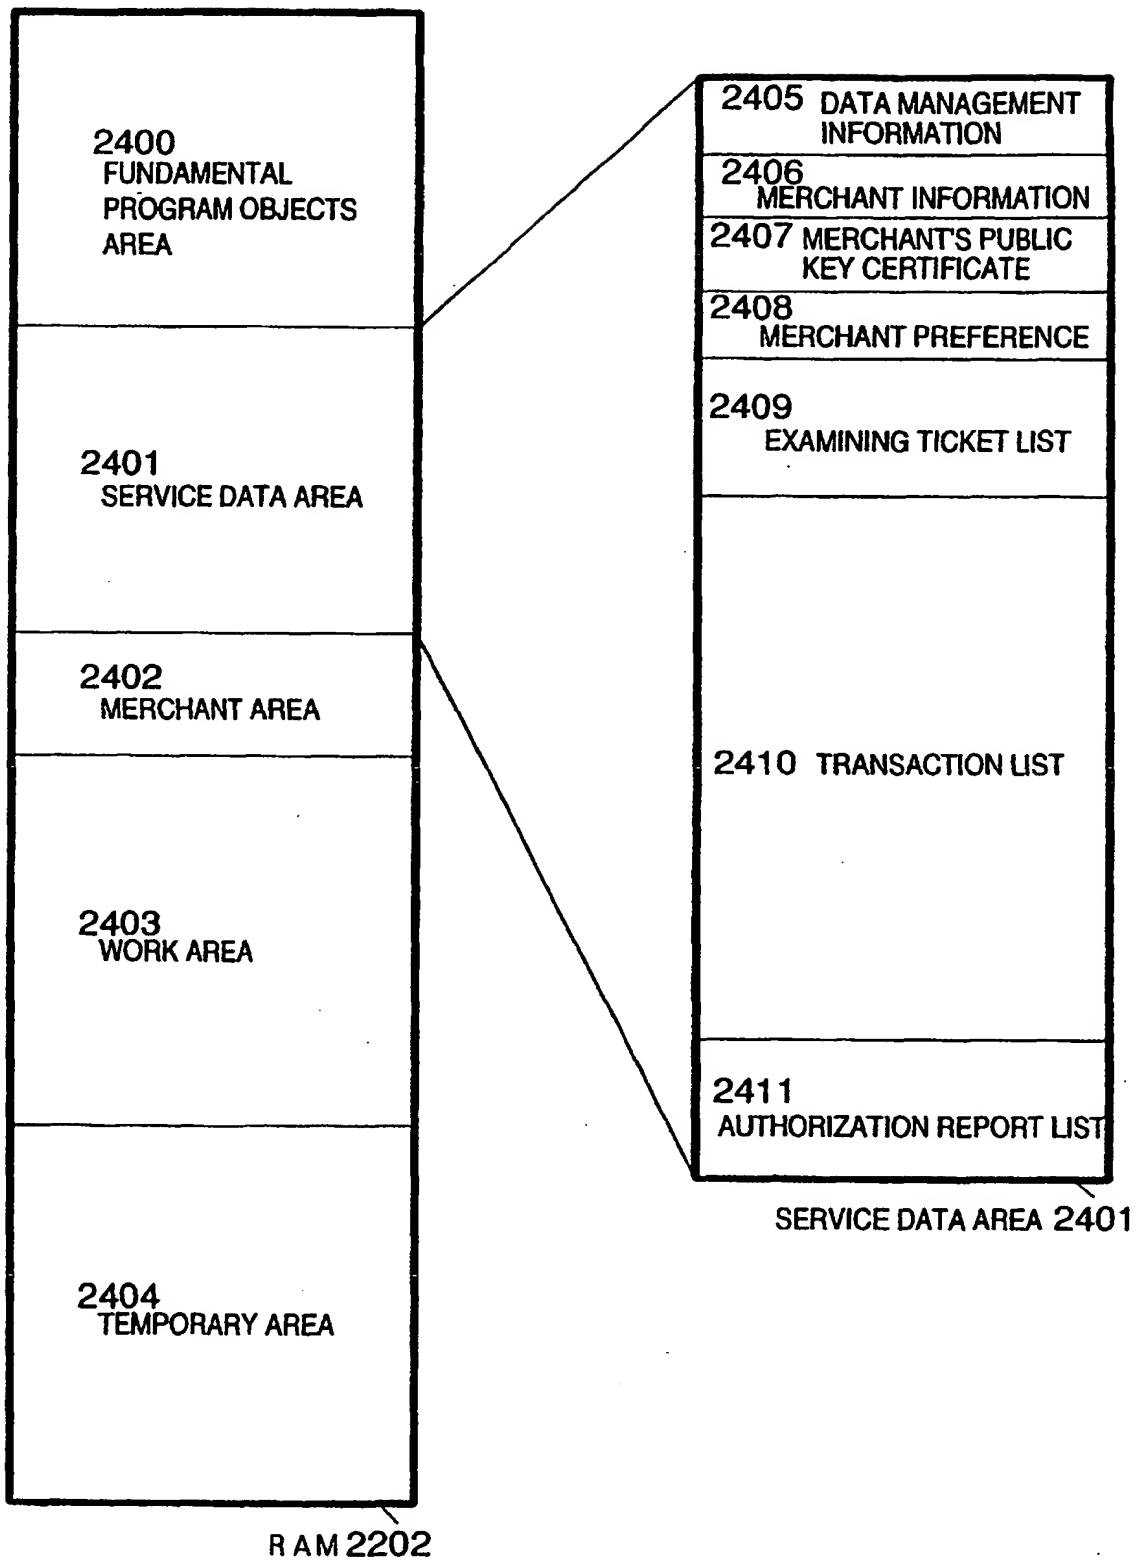 2400
FUNDAMENTAL
PROGRAM OBJECTS
AREA
2401
SERVICE DATA AREA
2402
MERCHANT AREA
2403
WORK AREA
2404
TEMPORARY AREA
RAM 2202
2405 DATA MANAGEMENT
INFORMATION
2406
MERCHANT INFORMATION
2407 MERCHANT'S PUBLIC
KEY CERTIFICATE
2408
MERCHANT PREFERENCE
2409
EXAMINING TICKET LIST
2410 TRANSACTION LIST
2411
AUTHORIZATION REPORT LIST
SERVICE DATA AREA 2401